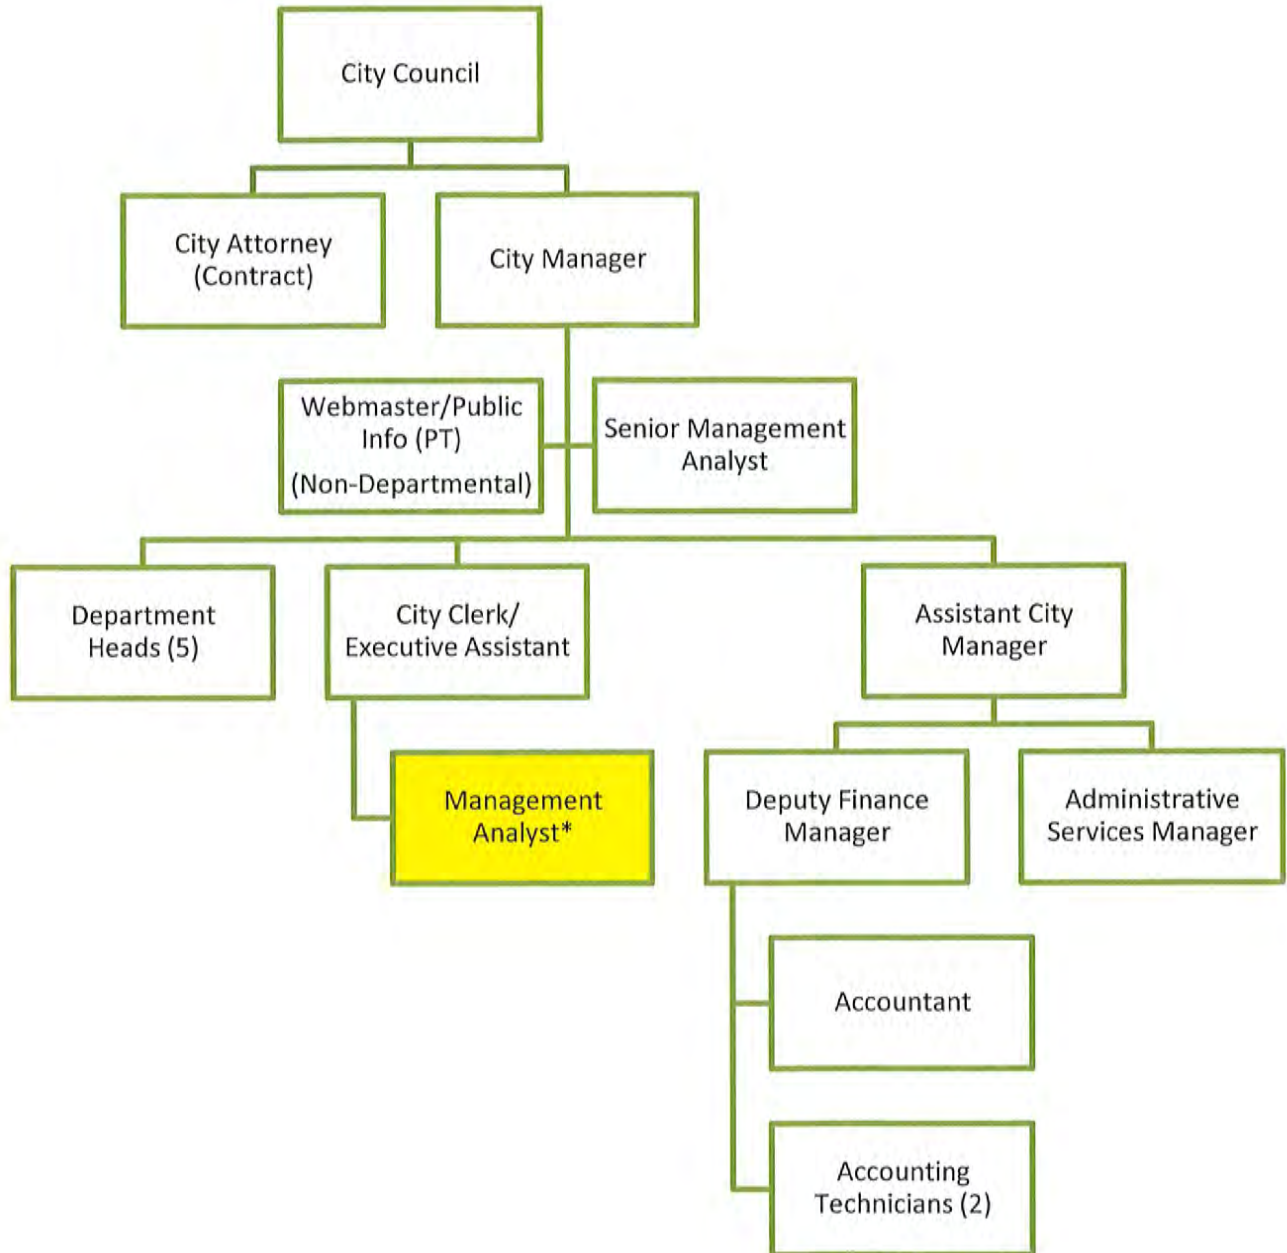 City Council
City Attorney
(Contract)
City Manager
Webmaster/Public
Info (PT)
(Non-Departmental)
Senior Management
Analyst
Department
Heads (5)
City Clerk/
Executive Assistant
Assistant City
Manager
Management
Analyst*
Deputy Finance
Manager
Administrative
Services Manager
Accountant
Accounting
Technicians (2)